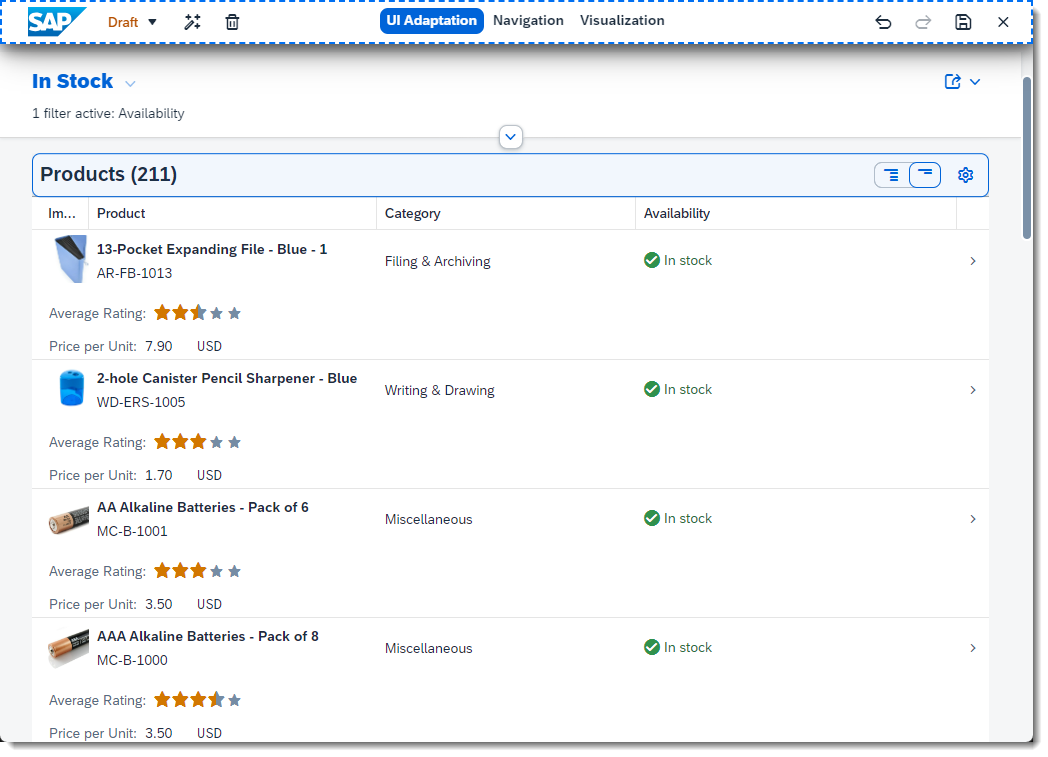 SAP Draft UI Adaptation Navigation Visualization
In Stock
1 filter active: Availability
Products (211)
Im... Product Category Availability
13-Pocket Expanding File - Blue - 1
AR-FB-1013 Filing & Archiving In stock
Average Rating:
Price per Unit: 7.90 USD
2-hole Canister Pencil Sharpener - Blue
WD-ERS-1005 Writing & Drawing In stock
Average Rating:
Price per Unit: 1.70 USD
AA Alkaline Batteries - Pack of 6
MC-B-1001 Miscellaneous In stock
Average Rating:
Price per Unit: 3.50 USD
AAA Alkaline Batteries - Pack of 8
MC-B-1000 Miscellaneous In stock
Average Rating:
Price per Unit: 3.50 USD